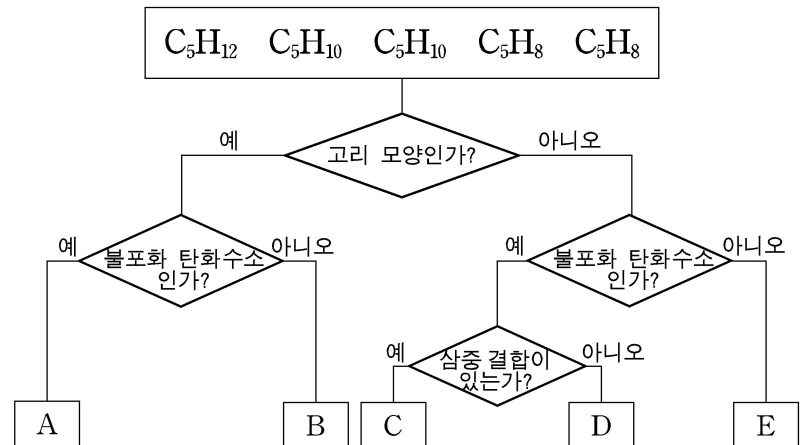 C₅H₁₂ C₅H₁₀ C₅H₁₀ C₅H₈ C₅H₈
예 고리 모양인가? 아니오
예 불포화 탄화수소 아니오 예 불포화 탄화수소 아니오
인가? 인가?
예 삼중 결합이 아니오
있는가?
A B C D E